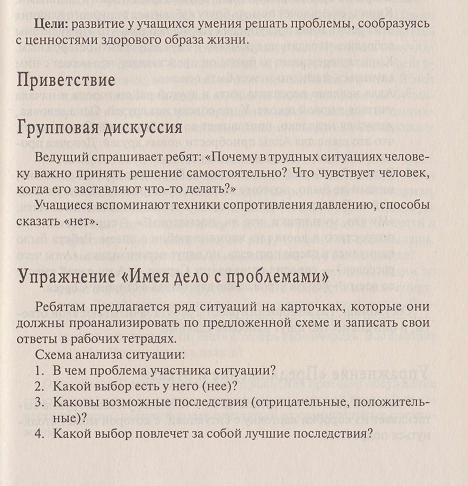 Цели: развитие у учащихся умения решать проблемы, сообразуясь
с ценностями здорового образа жизни.
Приветствие
Групповая дискуссия
Ведущий спрашивает ребят: «Почему в трудных ситуациях челове-
ку важно принять решение самостоятельно? Что чувствует человек,
когда его заставляют что-то делать?»
Учащиеся вспоминают техники сопротивления давлению, способы
сказать «нет».
Упражнение «Имея дело с проблемами»
Ребятам предлагается ряд ситуаций на карточках, которые они
должны проанализировать по предложенной схеме и записать свои
ответы в рабочих тетрадях.
Схема анализа ситуации:
1. В чем проблема участника ситуации?
2. Какой выбор есть у него (нее)?
3. Каковы возможные последствия (отрицательные, положитель-
ные)?
4. Какой выбор повлечет за собой лучшие последствия?